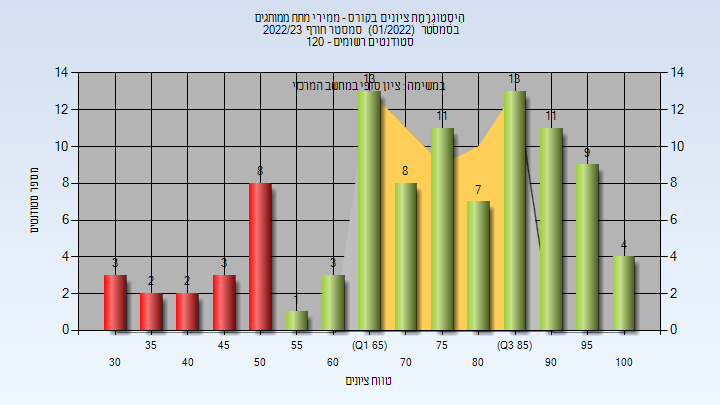 היסטוגרמת ציונים בקורס - ממירי מתח ממותגים
בסמסטר (01/2022) סמסטר חורף 2022/23
סטודנטים רשומים - 120
במשימה : ציון סופי במחשב המרכזי
14 14
12 12
10 10
8 8
6 6
4 4
2 2
0 0
3 2 2 3 8 1 3 13 8 11 7 13 11 9 4
מספר סטודנטים
35 45 55 (Q1 65) 75 (Q3 85) 95
30 40 50 60 70 80 90 100
טווח ציונים